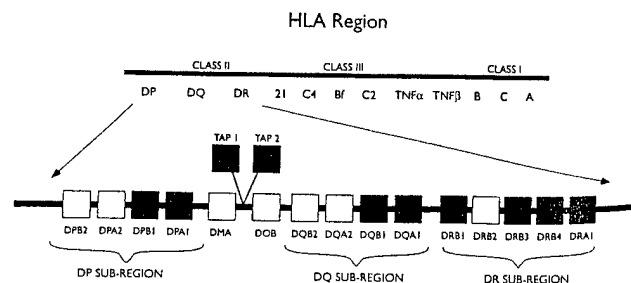 HLA Region
CLASS II CLASS III CLASS I
DP DQ DR 21 C4 Bf C2 TNFα TNFβ B C A
TAP 1 TAP 2
DPB2 DPA2 DPB1 DPA1 DMA DOB DQB2 DQA2 DQB1 DQA1 DRB1 DRB2 DRB3 DRB4 DRA1
DP SUB-REGION DQ SUB-REGION DR SUB-REGION